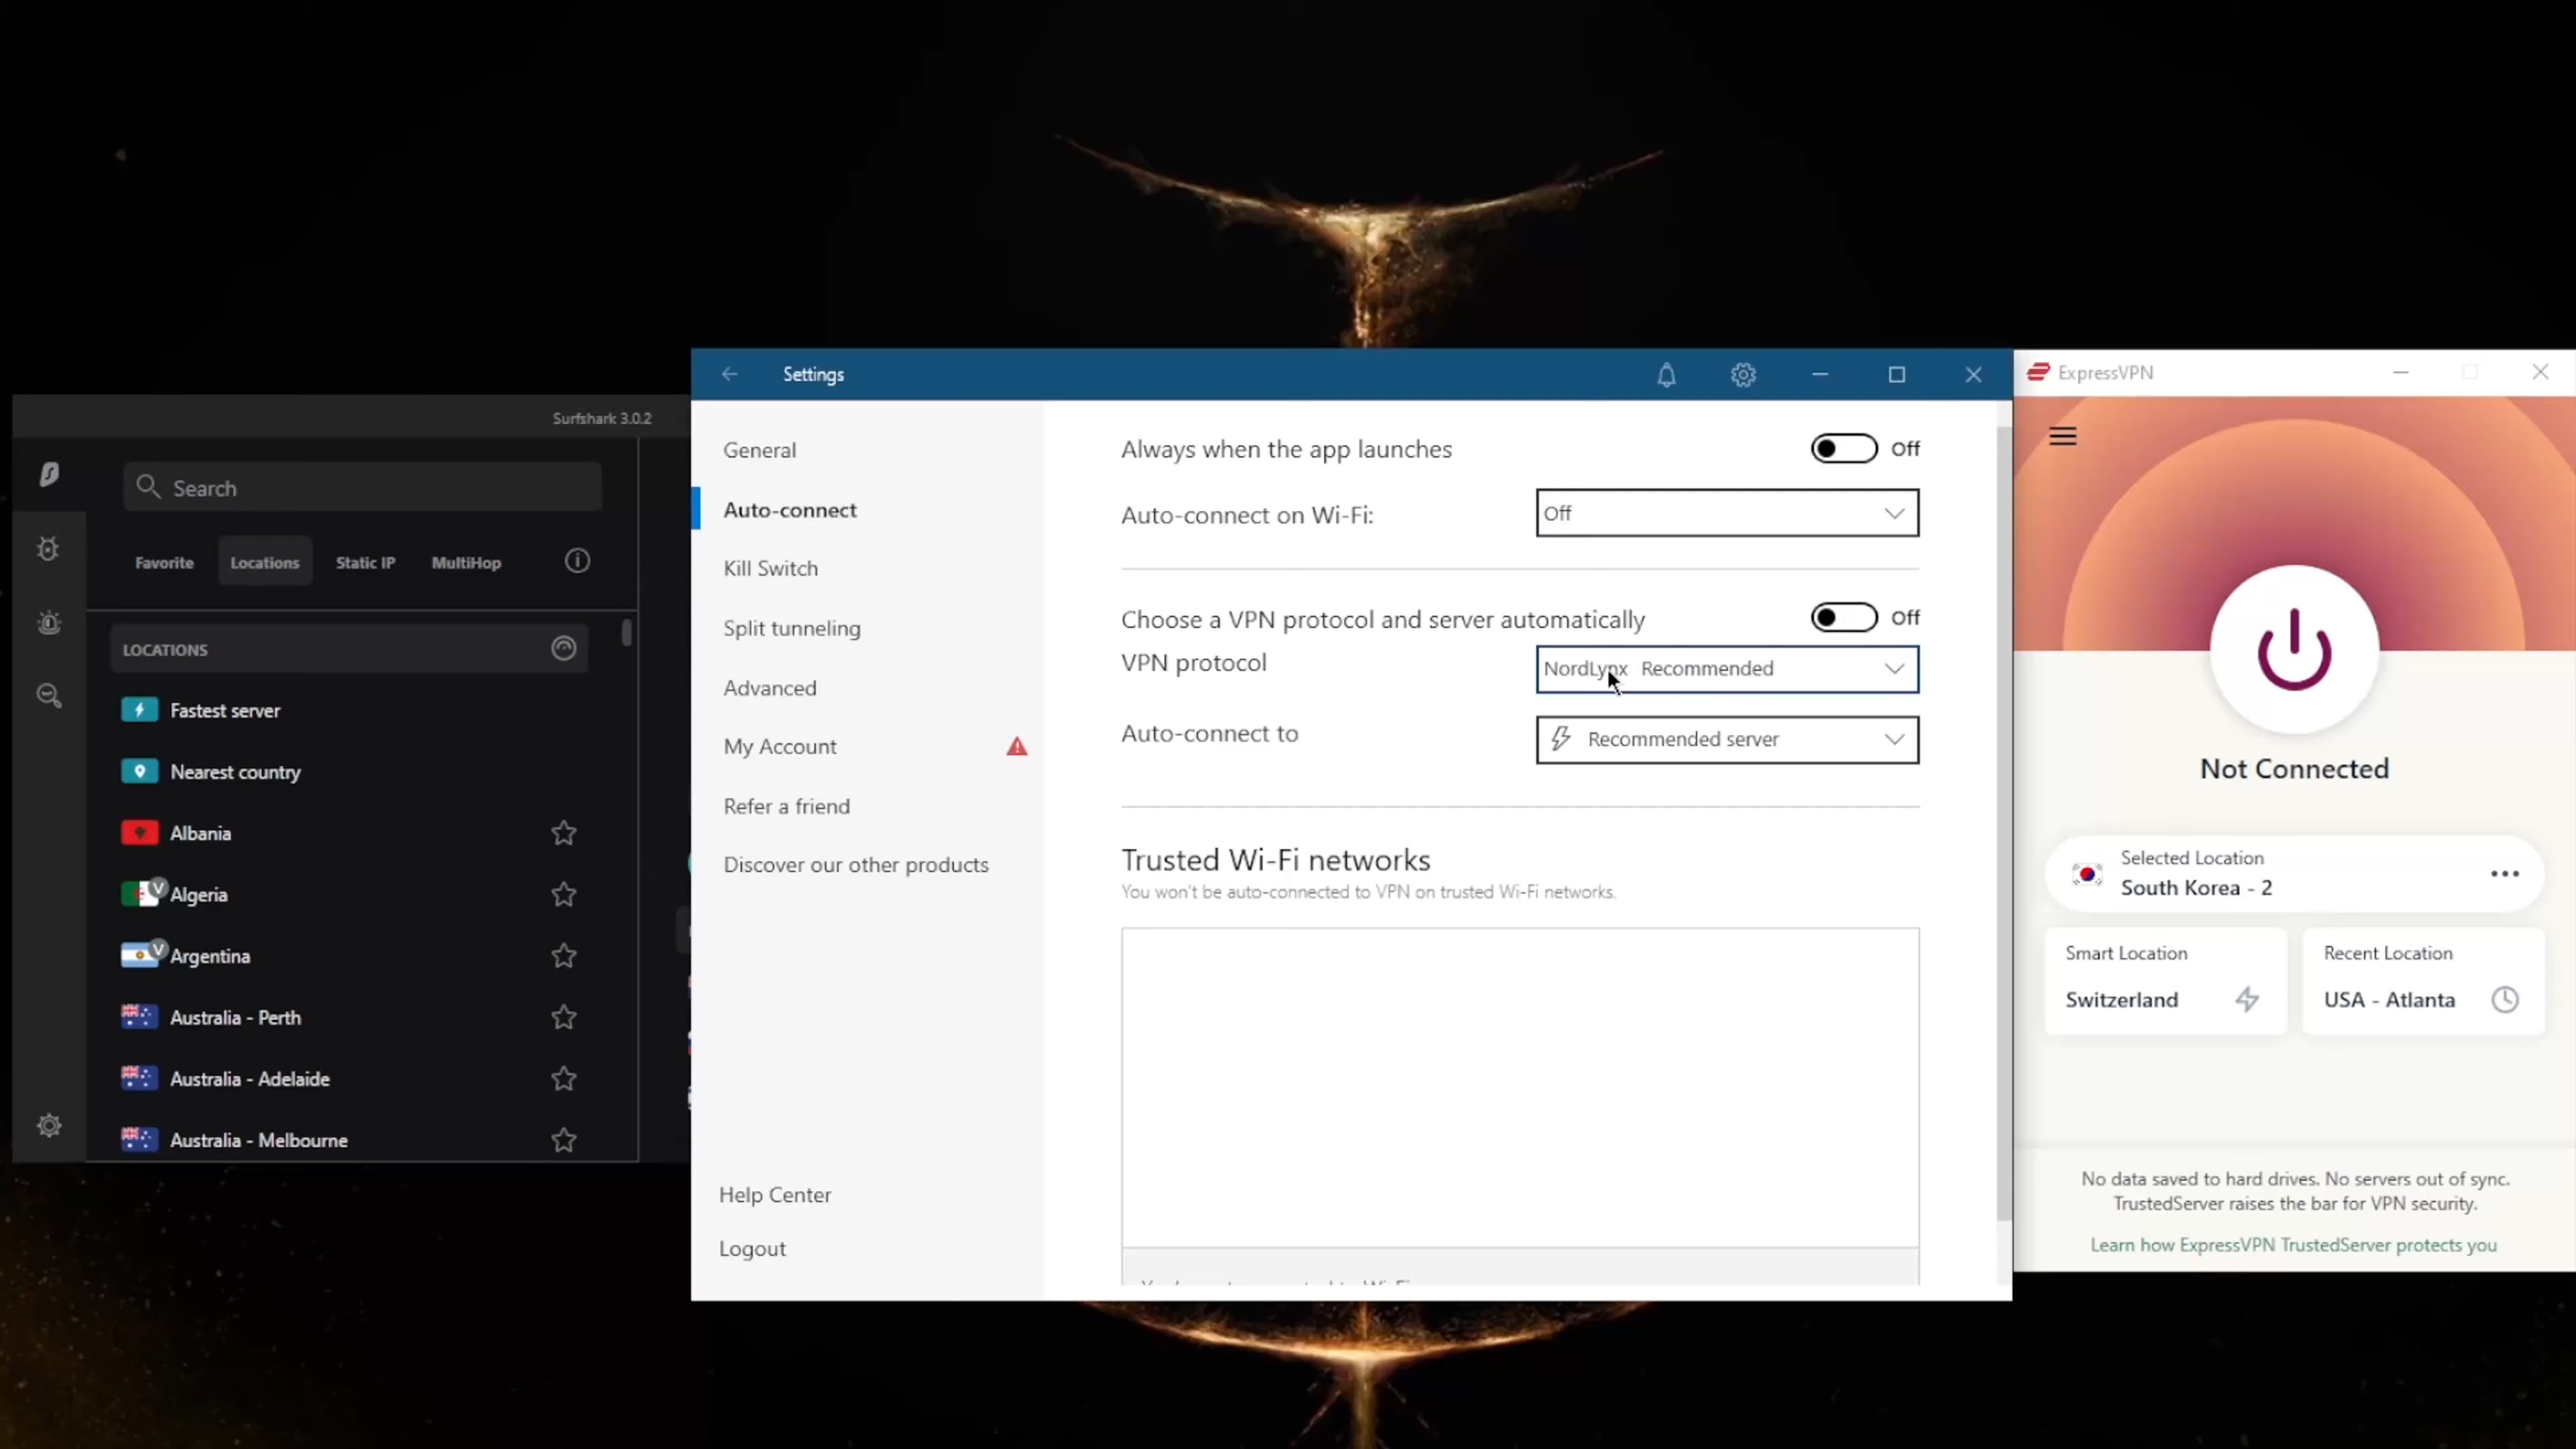 Surfshark 3.0.2
Search
Favorite
Locations
Static IP
MultiHop
LOCATIONS
Fastest server
Nearest country
Albania
V
Algeria
V
Argentina
Australia - Perth
Australia - Adelaide
Australia - Melbourne
Settings
General
Auto-connect
Kill Switch
Split tunneling
Advanced
My Account
Refer a friend
Discover our other products
Help Center
Logout
Always when the app launches
Off
Auto-connect on Wi-Fi:
Off
Choose a VPN protocol and server automatically
Off
VPN protocol
NordLynx Recommended
Auto-connect to
Recommended server
Trusted Wi-Fi networks
You won't be auto-connected to VPN on trusted Wi-Fi networks.
ExpressVPN
Not Connected
Selected Location
South Korea - 2
Smart Location
Switzerland
Recent Location
USA - Atlanta
No data saved to hard drives. No servers out of sync.
TrustedServer raises the bar for VPN security.
Learn how ExpressVPN TrustedServer protects you